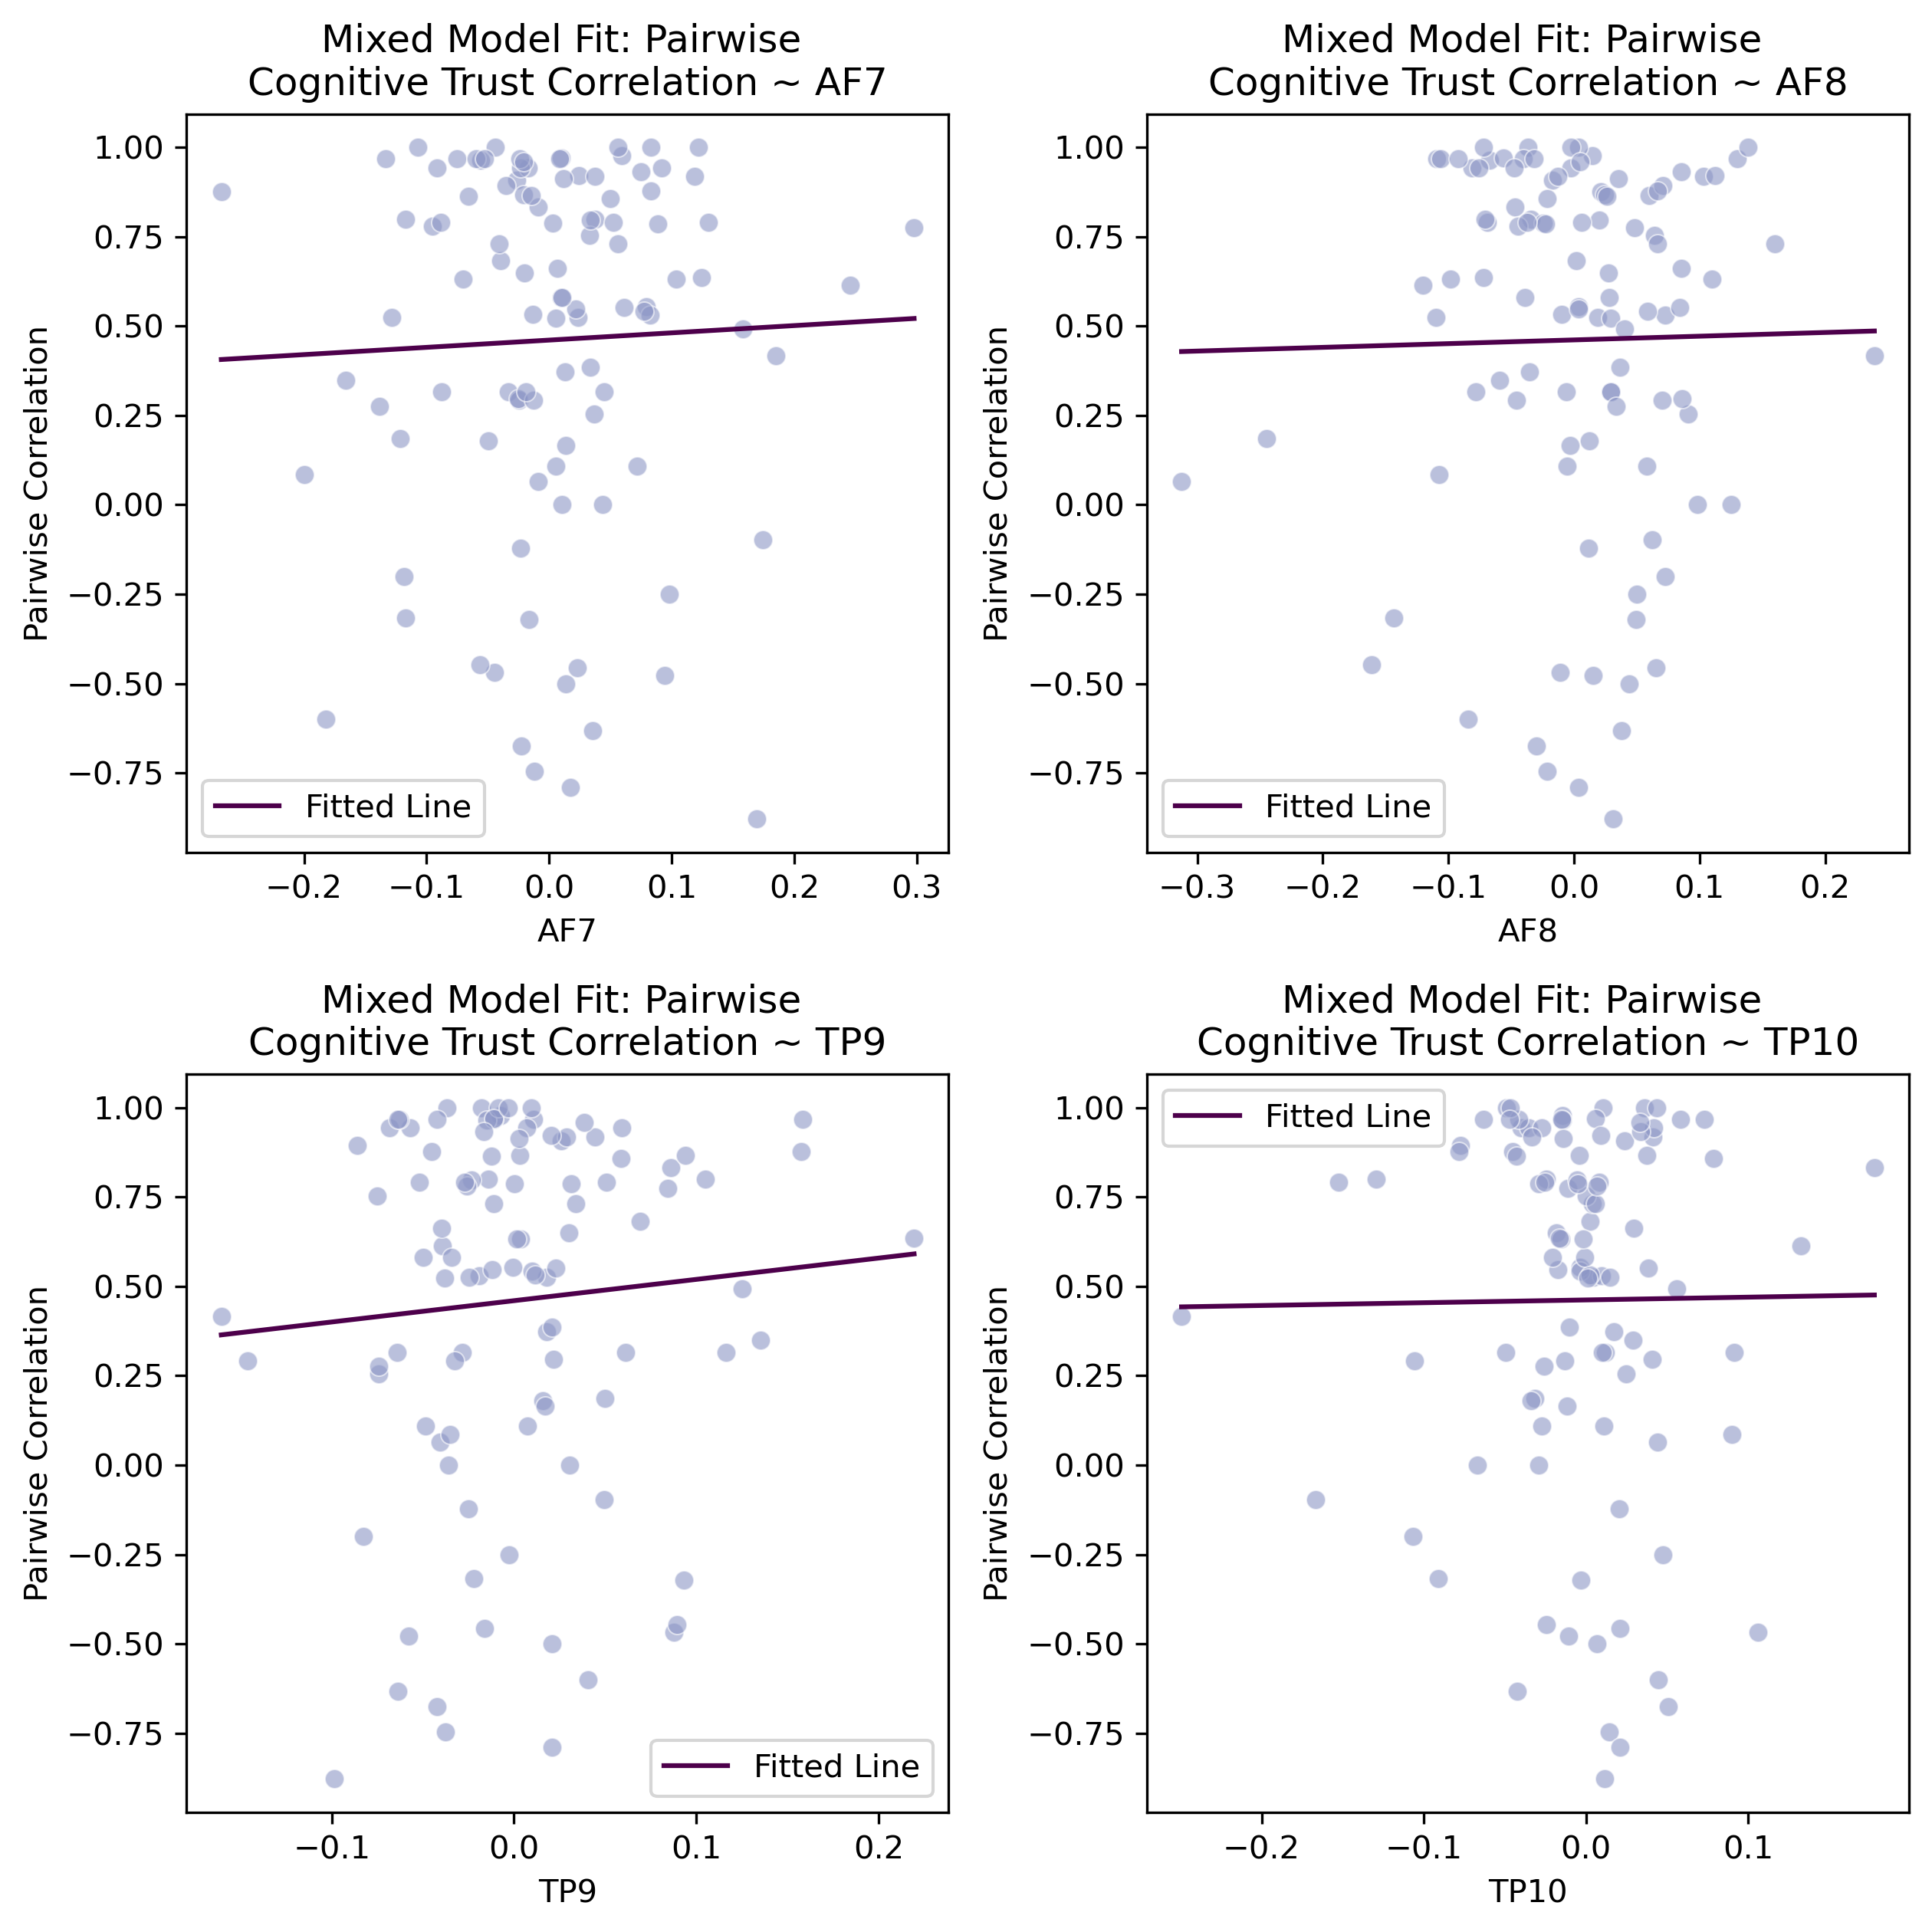 Mixed Model Fit: Pairwise
Cognitive Trust Correlation ~ AF7
1.00
0.75
0.50
0.25
0.00
−0.25
−0.50
−0.75
Pairwise Correlation
Fitted Line
−0.2 −0.1 0.0 0.1 0.2 0.3
AF7
Mixed Model Fit: Pairwise
Cognitive Trust Correlation ~ AF8
1.00
0.75
0.50
0.25
0.00
−0.25
−0.50
−0.75
Pairwise Correlation
Fitted Line
−0.3 −0.2 −0.1 0.0 0.1 0.2
AF8
Mixed Model Fit: Pairwise
Cognitive Trust Correlation ~ TP9
1.00
0.75
0.50
0.25
0.00
−0.25
−0.50
−0.75
Pairwise Correlation
Fitted Line
−0.1 0.0 0.1 0.2
TP9
Mixed Model Fit: Pairwise
Cognitive Trust Correlation ~ TP10
Fitted Line
1.00
0.75
0.50
0.25
0.00
−0.25
−0.50
−0.75
Pairwise Correlation
−0.2 −0.1 0.0 0.1
TP10